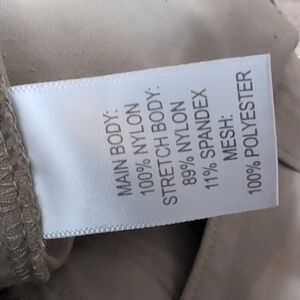 MAIN BODY:
100% NYLON
STRETCH BODY:
89% NYLON
11% SPANDEX
MESH:
100% POLYESTER